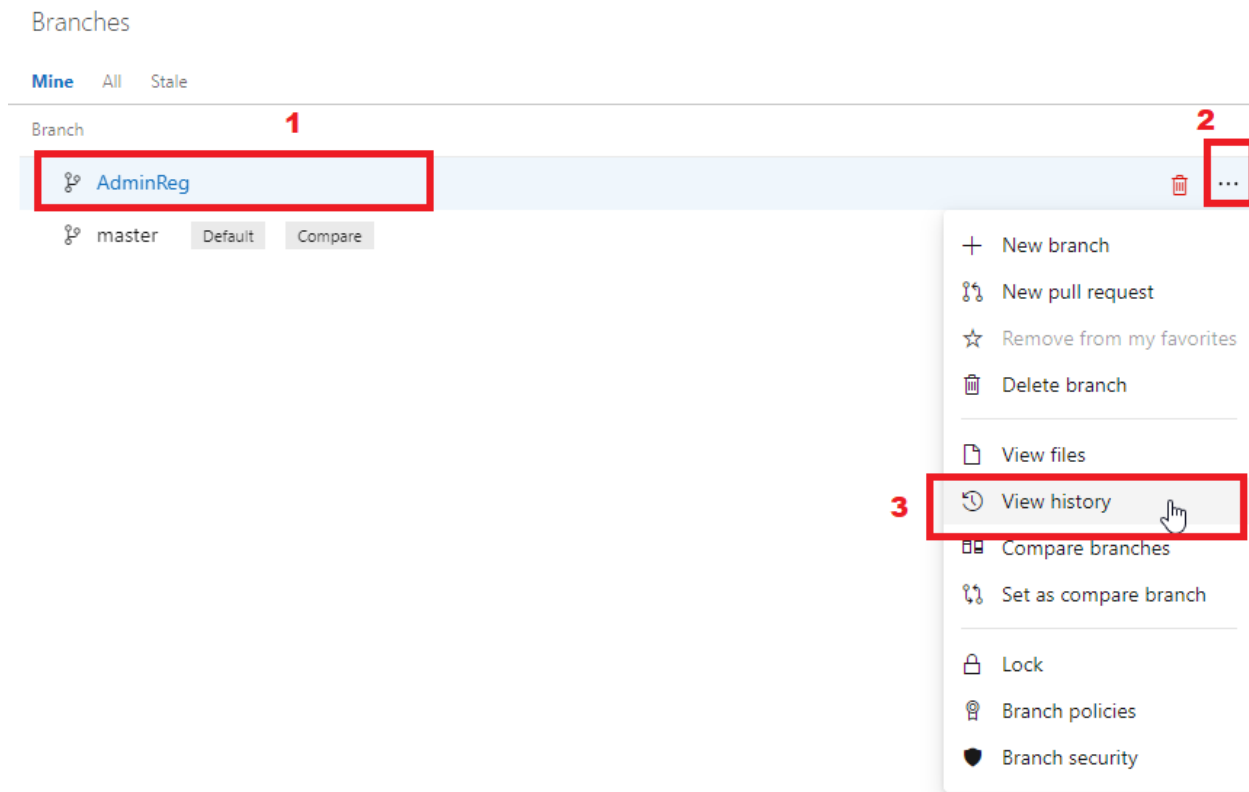 Branches
Mine All Stale
Branch 1 2
AdminReg ...
master Default Compare
New branch
New pull request
Remove from my favorites
Delete branch
View files
3 View history
Compare branches
Set as compare branch
Lock
Branch policies
Branch security